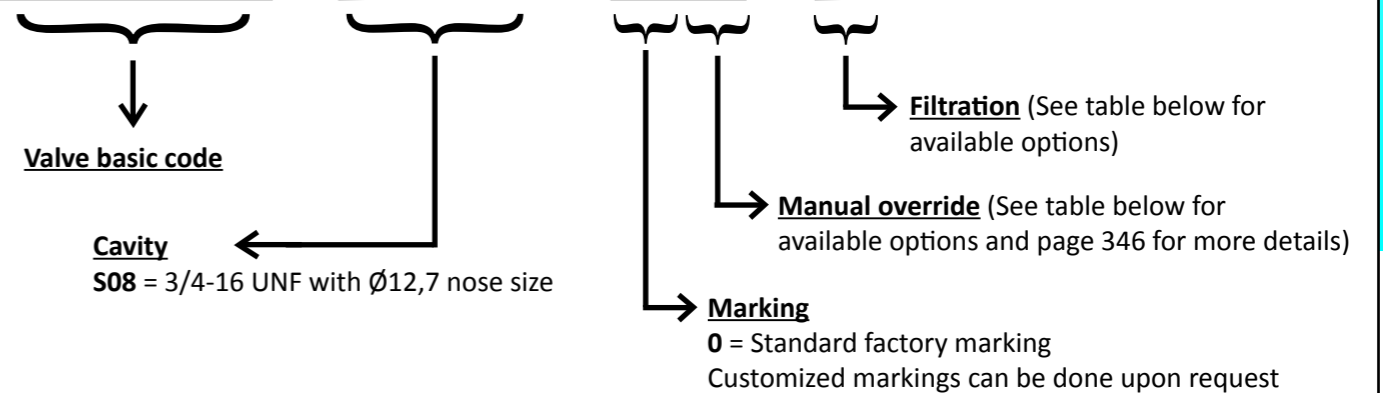 Filtration (See table below for
available options)
Valve basic code
Manual override (See table below for
available options and page 346 for more details)
Cavity
S08 = 3/4-16 UNF with Ø12,7 nose size
Marking
0 = Standard factory marking
Customized markings can be done upon request